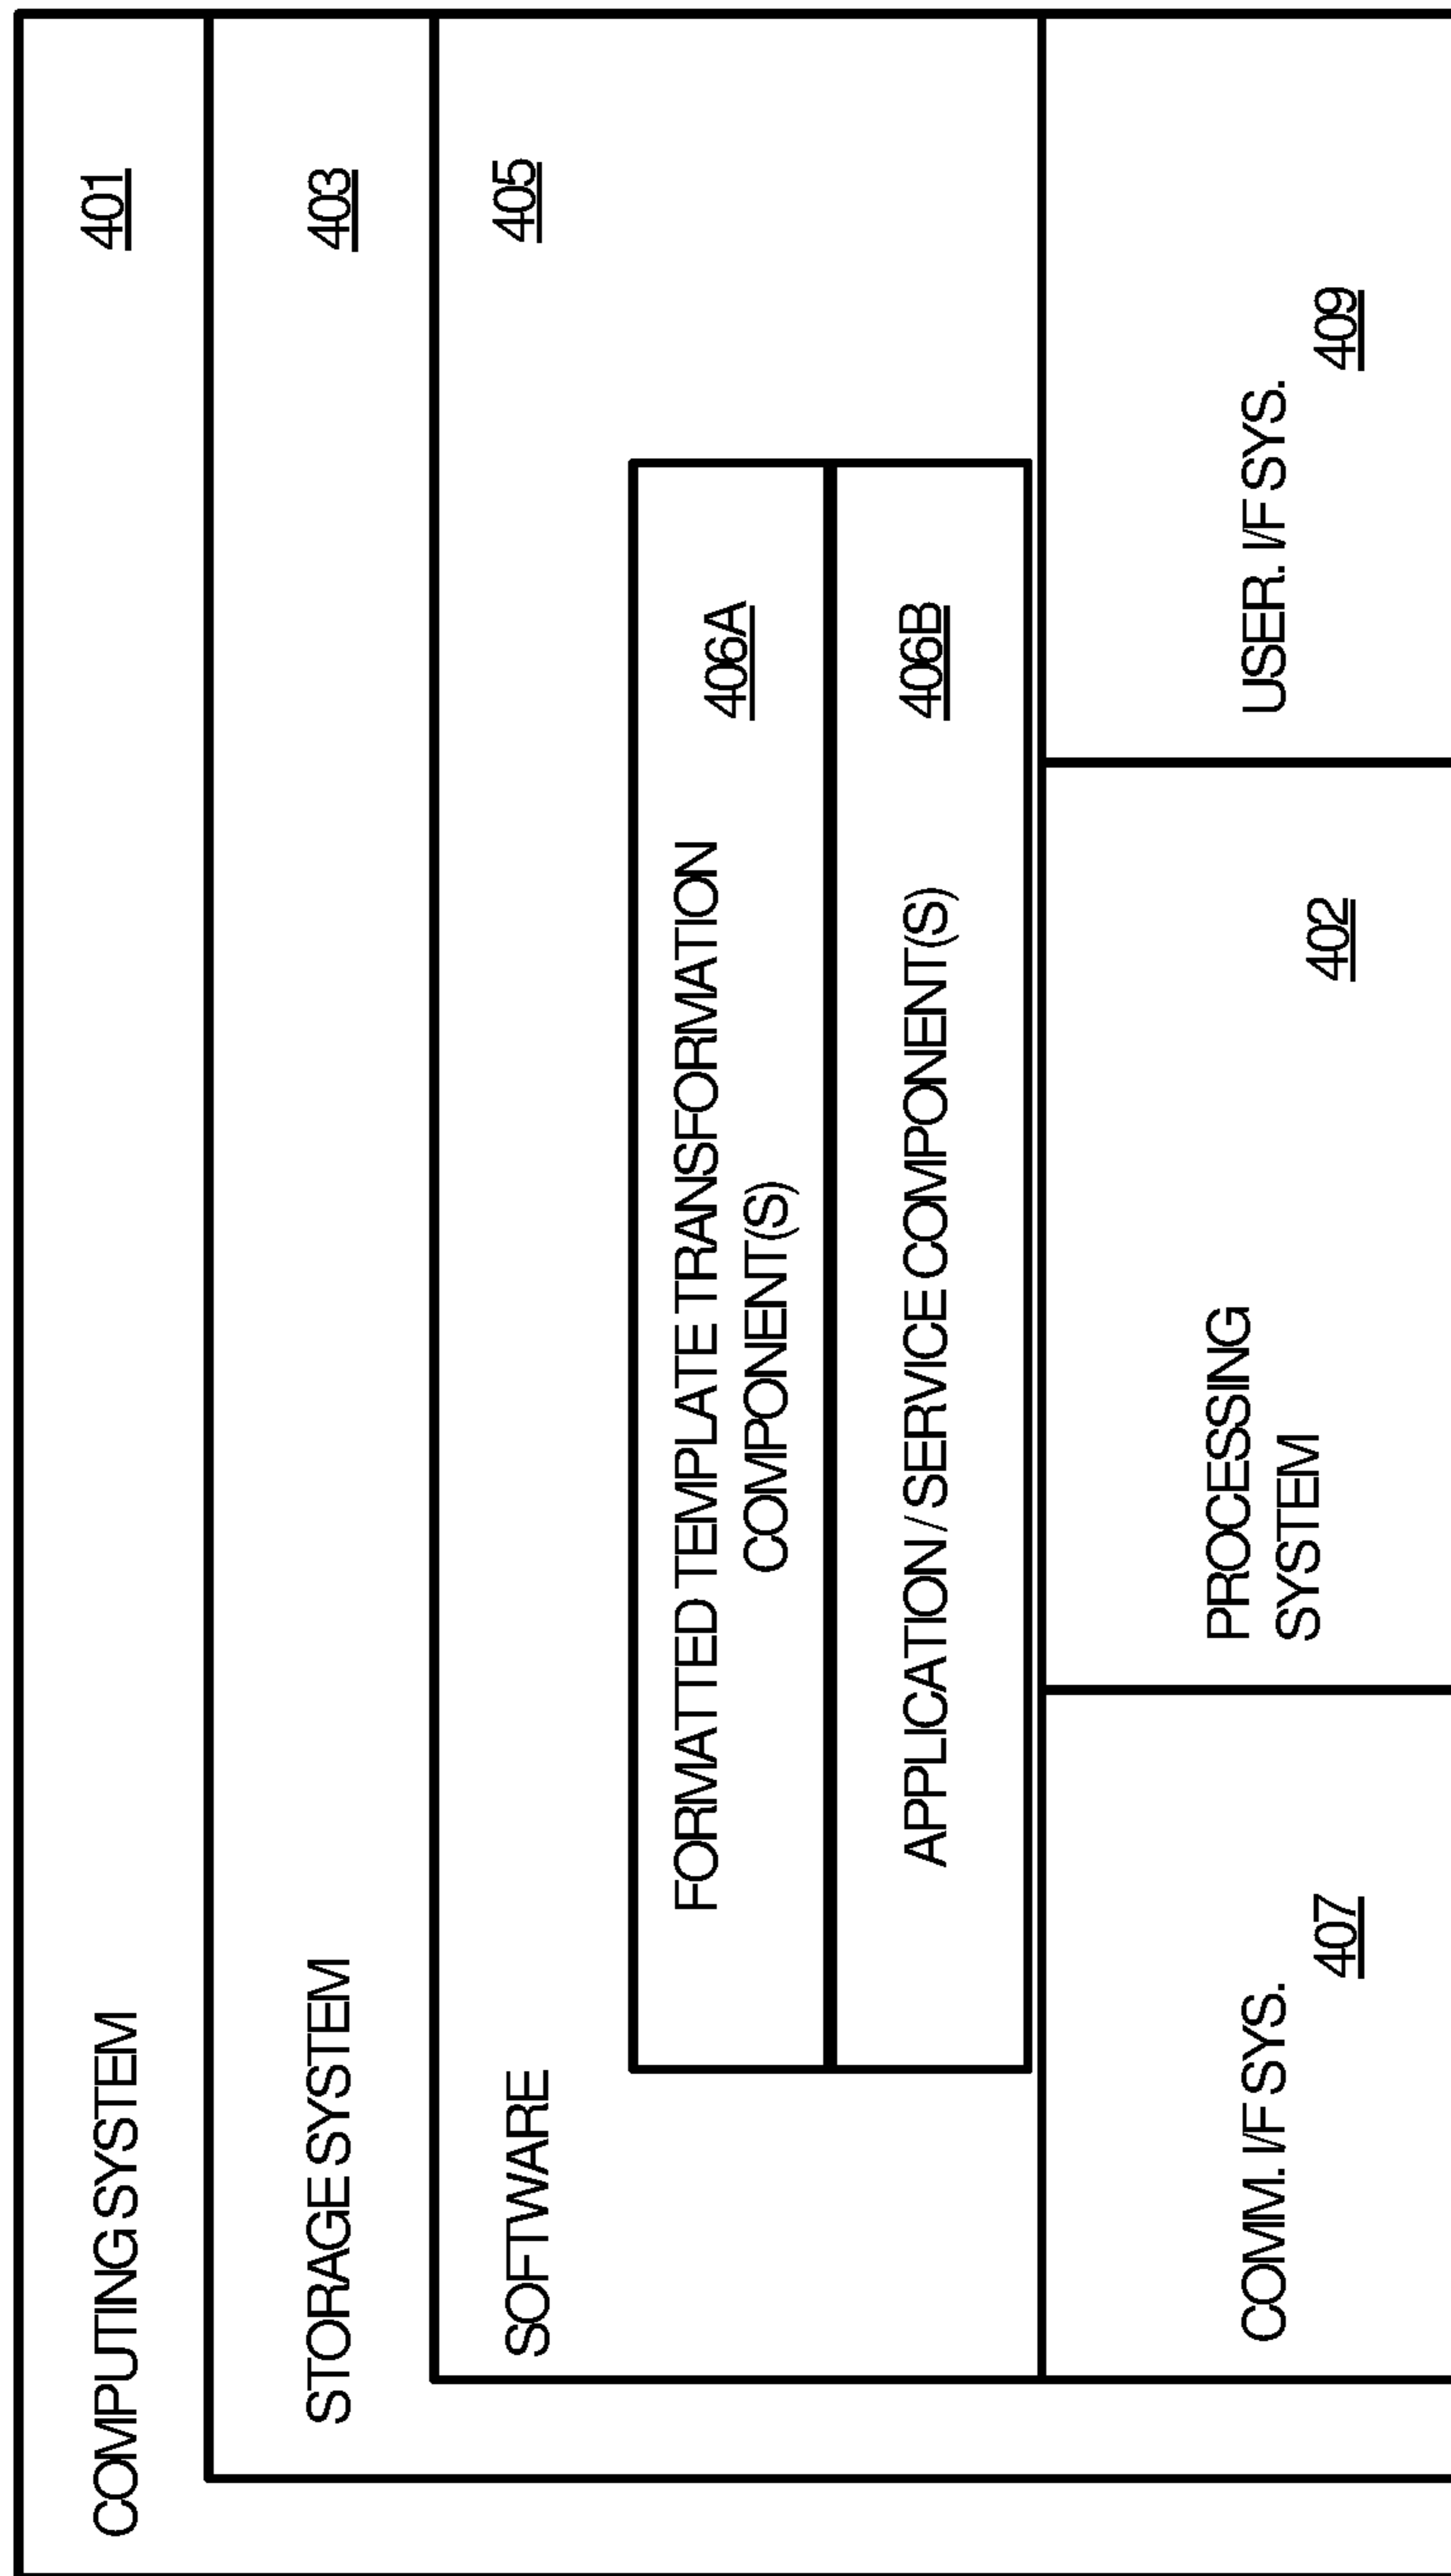 COMPUTING SYSTEM 401
STORAGE SYSTEM 403
SOFTWARE 405
FORMATTED TEMPLATE TRANSFORMATION
COMPONENT(S)
406A
APPLICATION / SERVICE COMPONENT(S) 406B
COMM. I/F SYS.
407
PROCESSING
SYSTEM
402
USER. I/F SYS.
409